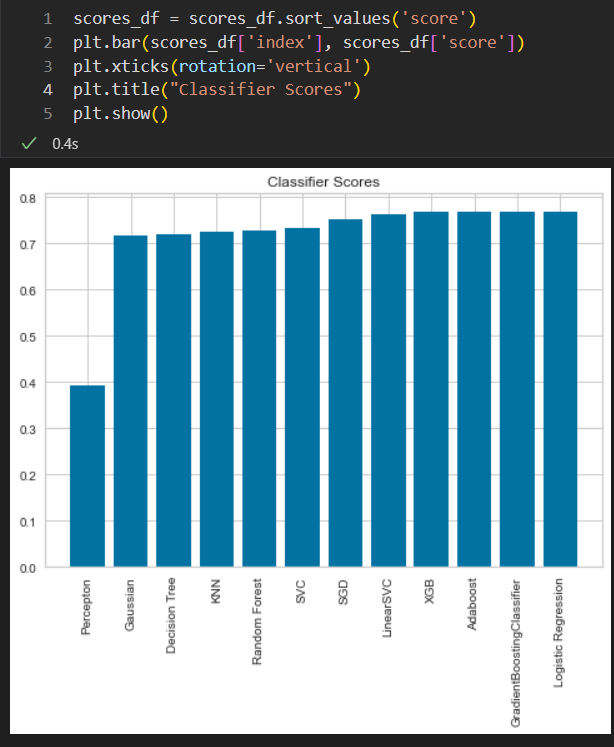 1 scores_df = scores_df.sort_values('score')
2 plt.bar(scores_df['index'], scores_df['score'])
3 plt.xticks(rotation='vertical')
4 plt.title("Classifier Scores")
5 plt.show()
0.4s
Classifier Scores
0.8
0.7
0.6
0.5
0.4
0.3
0.2
0.1
0.0
Percepton
Gaussian
Decision Tree
KNN
Random Forest
SVC
SGD
LinearSVC
XGB
Adaboost
GradientBoostingClassifier
Logistic Regression